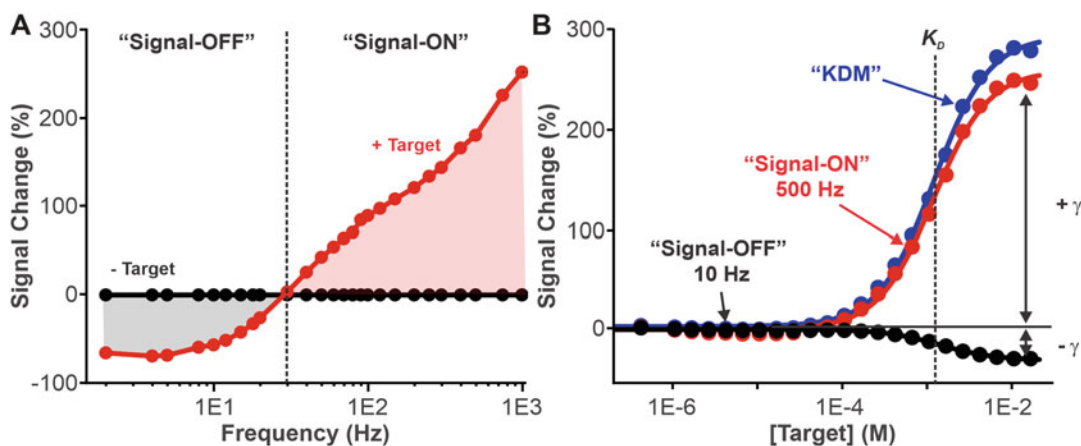 A
"Signal-OFF"
"Signal-ON"
300
200
100
0
-100
Signal Change (%)
+ Target
- Target
1E1
1E2
1E3
Frequency (Hz)
B
K_D
300
200
100
0
-100
Signal Change (%)
"KDM"
"Signal-ON"
500 Hz
"Signal-OFF"
10 Hz
+ γ
- γ
1E-6
1E-4
1E-2
[Target] (M)